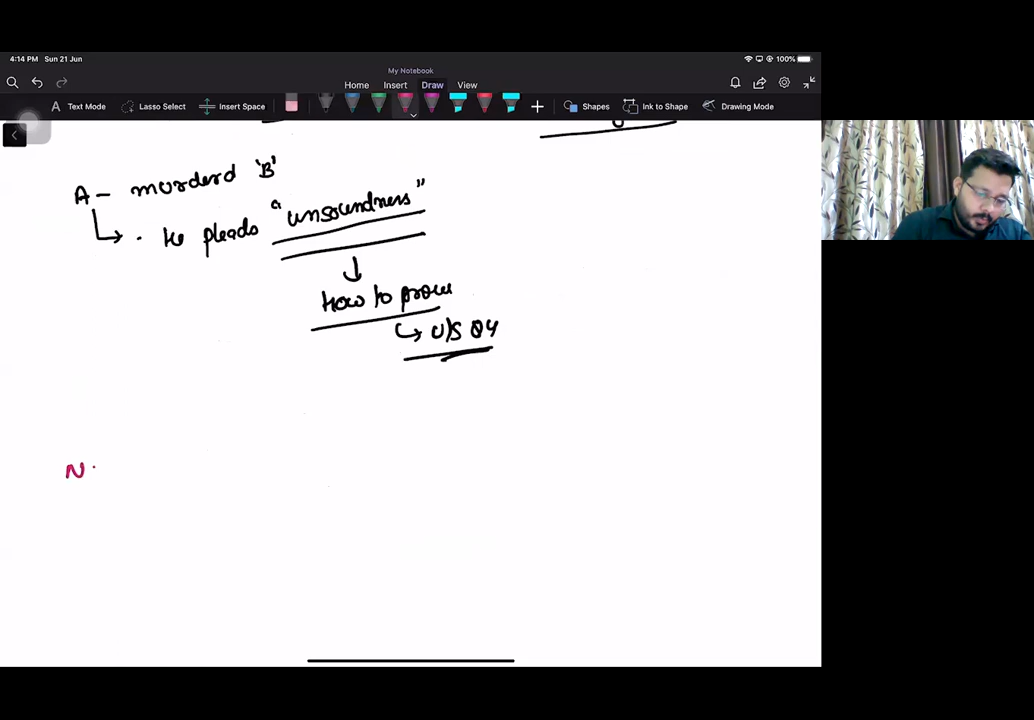 4:14 PM Sun 21 Jun
100%
My Notebook
Home Insert Draw View
Text Mode Lasso Select Insert Space Shapes Ink to Shape Drawing Mode
A - murderd 'B'
He pleads "unsoundness"
How to prove
U/S 84
N